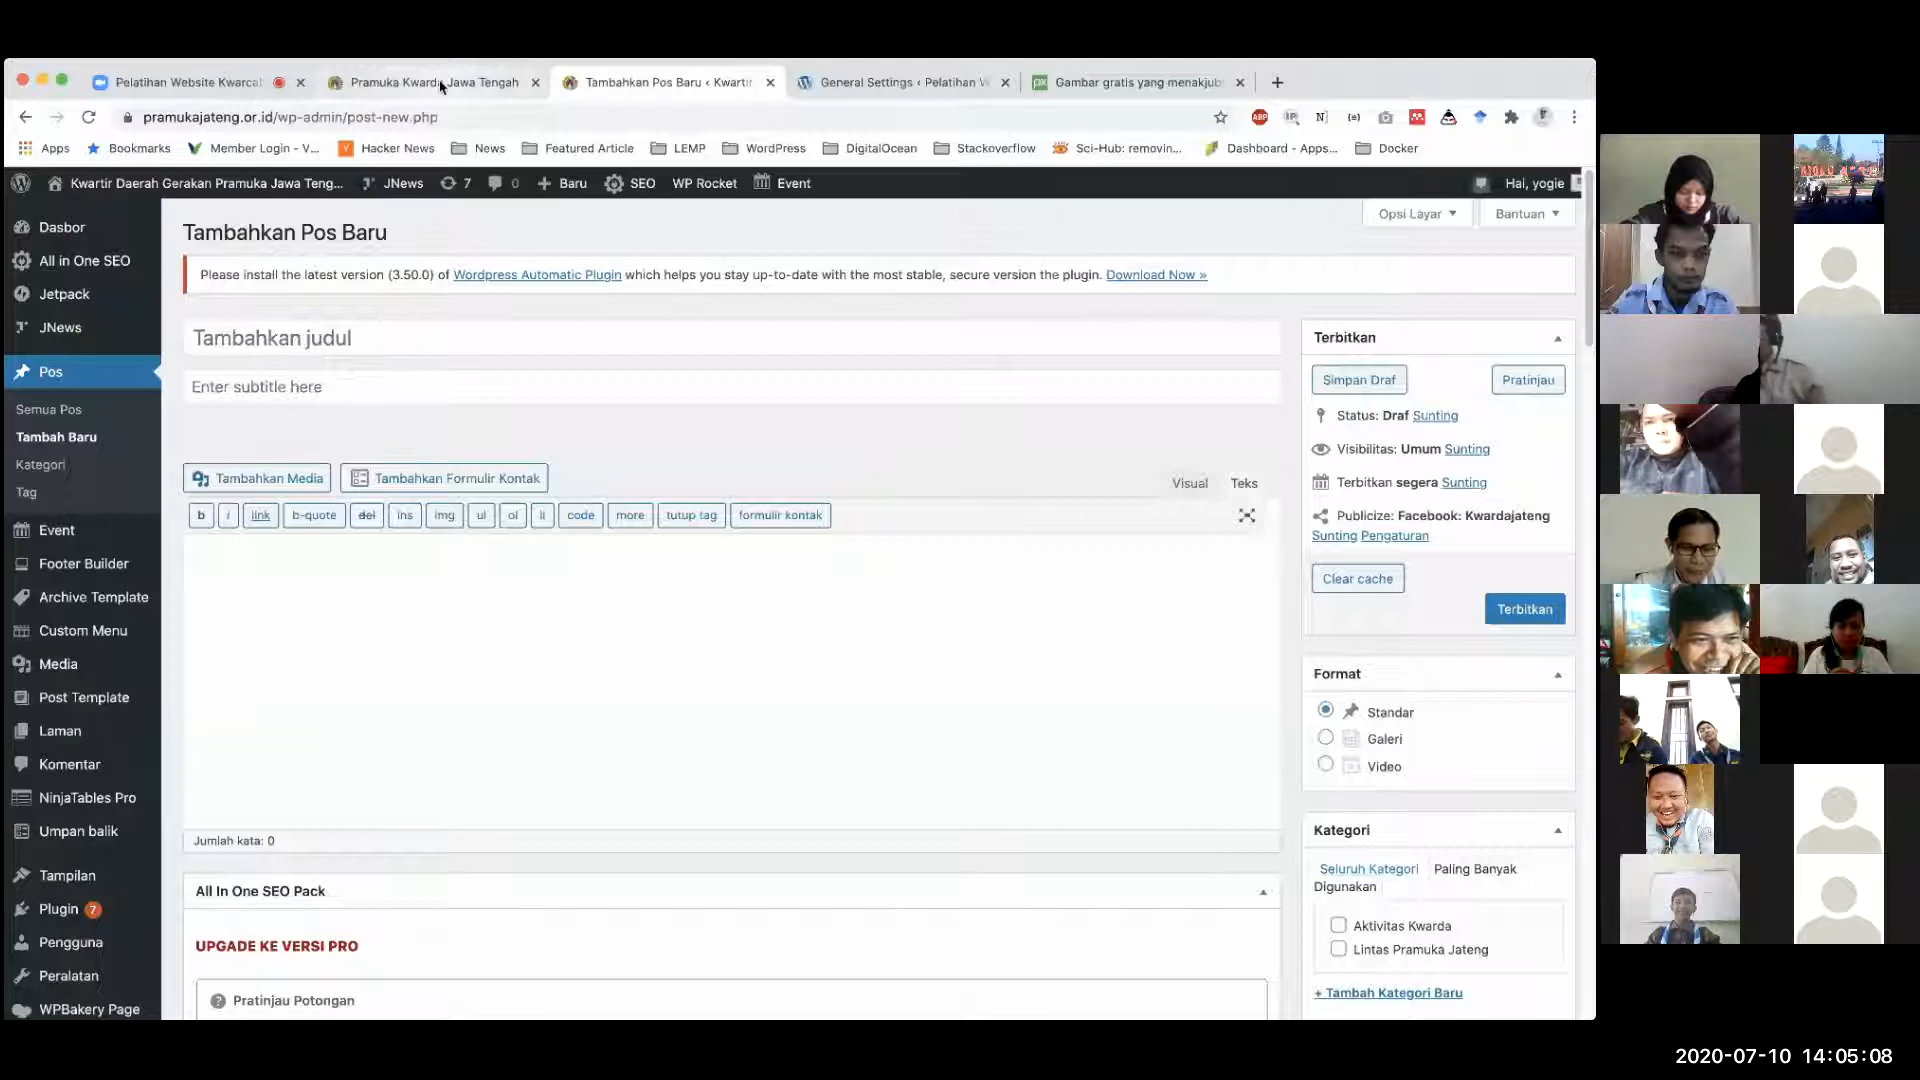 Pelatihan Website Kwarca
Pramuka Kwarda Jawa Tengah
Tambahkan Pos Baru ‹ Kwartir
General Settings ‹ Pelatihan W
Gambar gratis yang menakjub
pramukajateng.or.id/wp-admin/post-new.php
ABP
Apps
Bookmarks
Member Login - V...
Hacker News
News
Featured Article
LEMP
WordPress
DigitalOcean
Stackoverflow
Sci-Hub: removin...
Dashboard - Apps...
Docker
Kwartir Daerah Gerakan Pramuka Jawa Teng...
JNews
7
0
Baru
SEO
WP Rocket
Event
Hai, yogie
Dasbor
All in One SEO
Jetpack
JNews
Pos
Semua Pos
Tambah Baru
Kategori
Tag
Event
Footer Builder
Archive Template
Custom Menu
Media
Post Template
Laman
Komentar
NinjaTables Pro
Umpan balik
Tampilan
Plugin 7
Pengguna
Peralatan
WPBakery Page
Opsi Layar
Bantuan
Tambahkan Pos Baru
Please install the latest version (3.50.0) of Wordpress Automatic Plugin which helps you stay up-to-date with the most stable, secure version the plugin. Download Now »
Tambahkan judul
Enter subtitle here
Tambahkan Media
Tambahkan Formulir Kontak
Visual
Teks
b
i
link
b-quote
del
ins
img
ul
ol
li
code
more
tutup tag
formulir kontak
Jumlah kata: 0
All In One SEO Pack
UPGADE KE VERSI PRO
Pratinjau Potongan
Terbitkan
Simpan Draf
Pratinjau
Status: Draf Sunting
Visibilitas: Umum Sunting
Terbitkan segera Sunting
Publicize: Facebook: Kwardajateng
Sunting Pengaturan
Clear cache
Terbitkan
Format
Standar
Galeri
Video
Kategori
Seluruh Kategori
Paling Banyak
Digunakan
Aktivitas Kwarda
Lintas Pramuka Jateng
+ Tambah Kategori Baru
2020-07-10 14:05:08